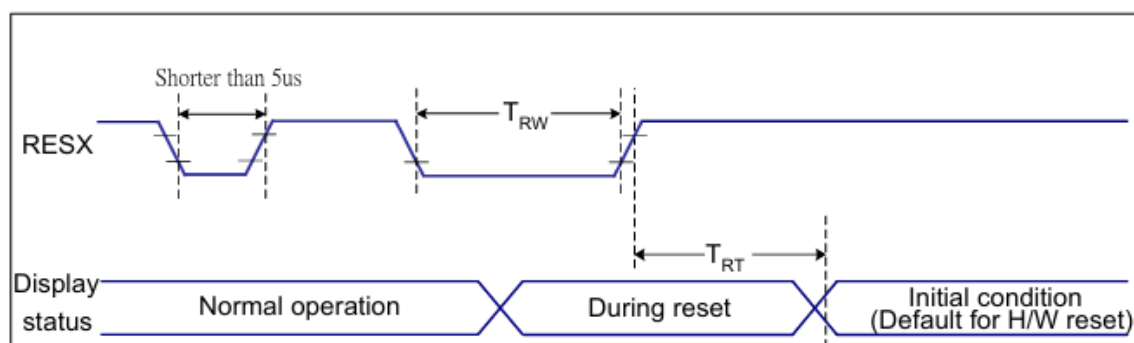 Shorter than 5us
RESX
TRW
TRT
Display
status
Normal operation
During reset
Initial condition
(Default for H/W reset)